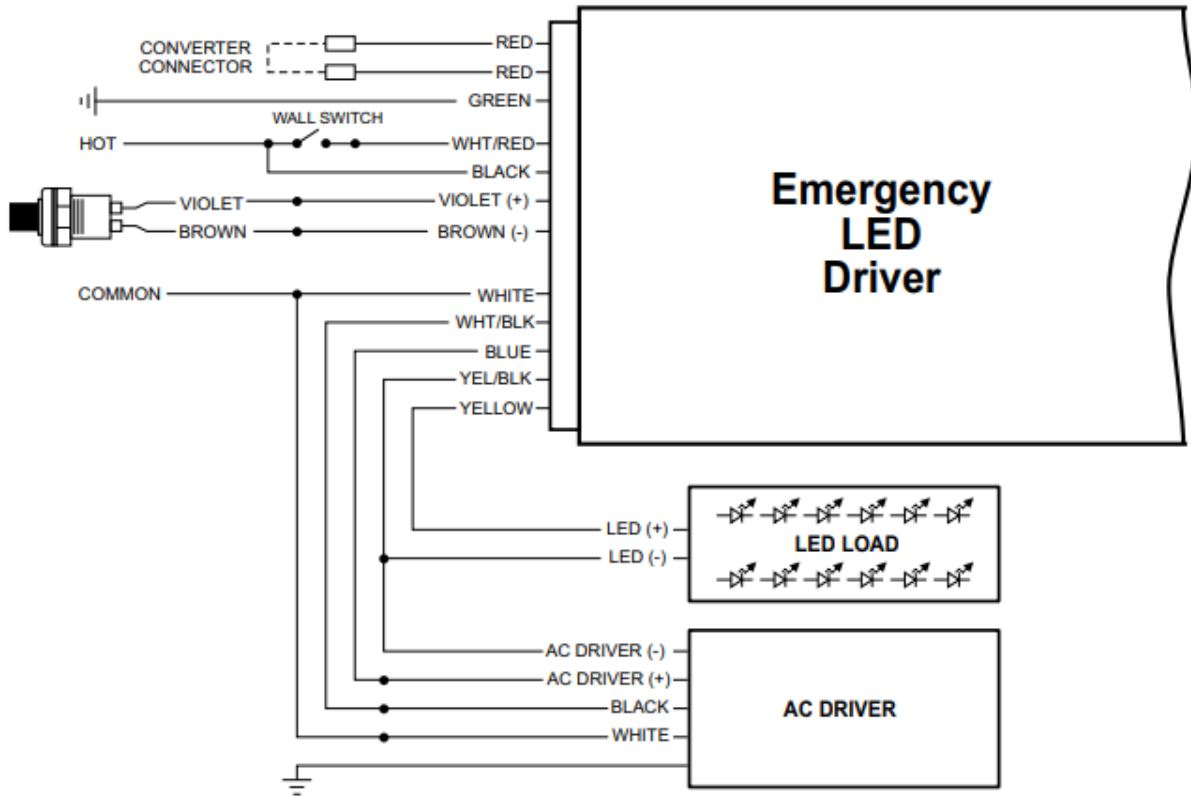 CONVERTER
CONNECTOR
RED
RED
GREEN
WALL SWITCH
HOT
WHT/RED
BLACK
VIOLET
VIOLET (+)
BROWN
BROWN (-)
Emergency
LED
Driver
COMMON
WHITE
WHT/BLK
BLUE
YEL/BLK
YELLOW
LED (+)
LED (-)
LED LOAD
AC DRIVER (-)
AC DRIVER (+)
BLACK
WHITE
AC DRIVER